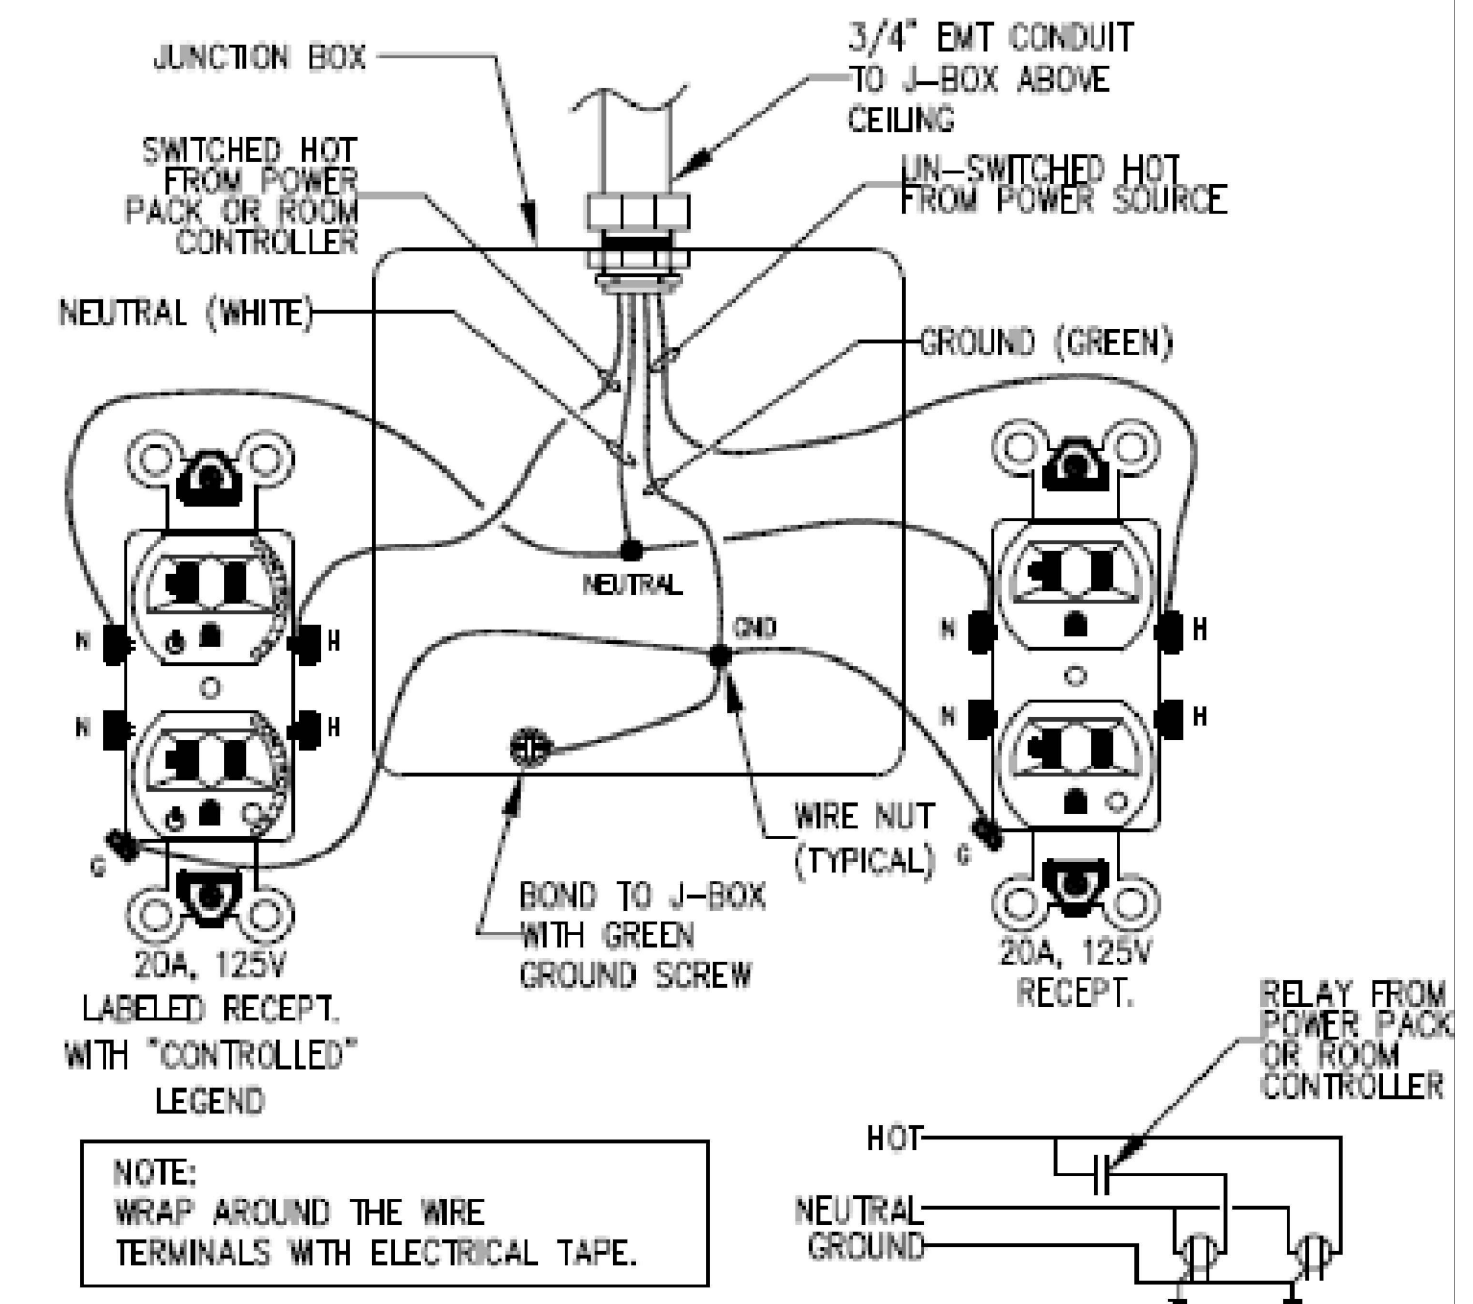 JUNCTION BOX
3/4" EMT CONDUIT
TO J-BOX ABOVE
CEILING
SWITCHED HOT
FROM POWER
PACK OR ROOM
CONTROLLER
UN-SWITCHED HOT
FROM POWER SOURCE
NEUTRAL (WHITE)
GROUND (GREEN)
NEUTRAL
GND
N
H
N
H
G
N
H
N
H
G
WIRE NUT
(TYPICAL)
BOND TO J-BOX
WITH GREEN
GROUND SCREW
20A, 125V
LABELED RECEPT.
WITH "CONTROLLED"
LEGEND
20A, 125V
RECEPT.
RELAY FROM
POWER PACK
OR ROOM
CONTROLLER
HOT
NEUTRAL
GROUND
NOTE:
WRAP AROUND THE WIRE
TERMINALS WITH ELECTRICAL TAPE.